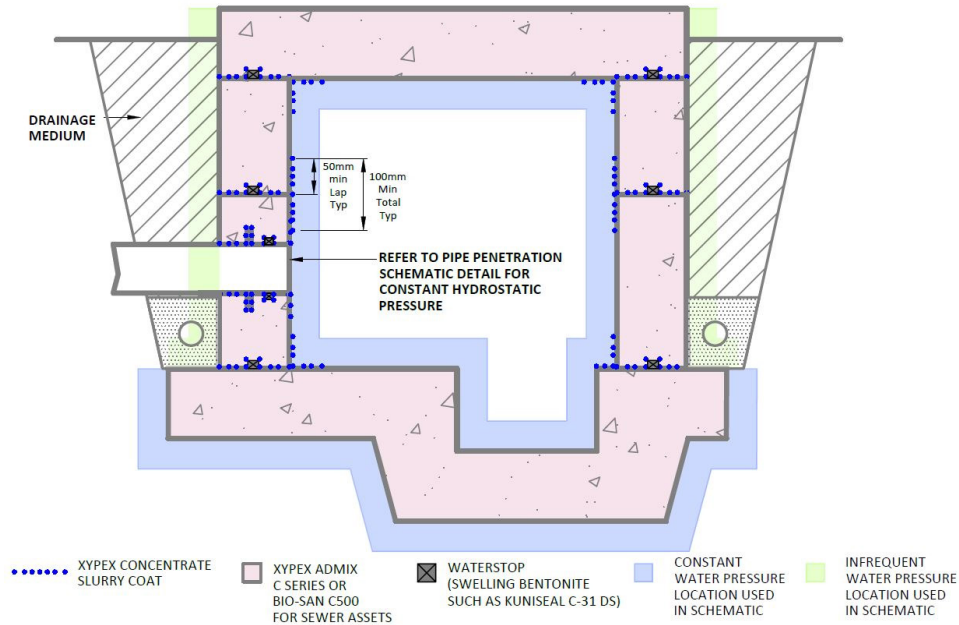 DRAINAGE
MEDIUM
50mm
min
Lap
Typ
100mm
Min
Total
Typ
REFER TO PIPE PENETRATION
SCHEMATIC DETAIL FOR
CONSTANT HYDROSTATIC
PRESSURE
XYPEX CONCENTRATE
SLURRY COAT
XYPEX ADMIX
C SERIES OR
BIO-SAN C500
FOR SEWER ASSETS
WATERSTOP
(SWELLING BENTONITE
SUCH AS KUNISEAL C-31 DS)
CONSTANT
WATER PRESSURE
LOCATION USED
IN SCHEMATIC
INFREQUENT
WATER PRESSURE
LOCATION USED
IN SCHEMATIC